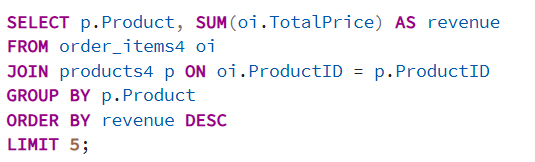 SELECT p.Product, SUM(oi.TotalPrice) AS revenue
FROM order_items4 oi
JOIN products4 p ON oi.ProductID = p.ProductID
GROUP BY p.Product
ORDER BY revenue DESC
LIMIT 5;